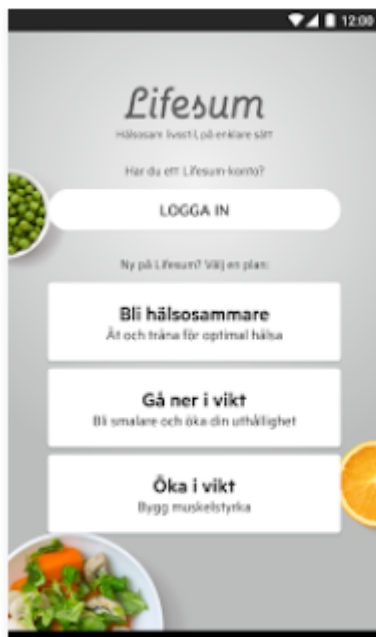 12:00
Lifesum
Hälsosam livsstil, på enklare sätt
Har du ett Lifesum-konto?
LOGGA IN
Ny på Lifesum? Välj en plan:
Bli hälsosammare
Ät och träna för optimal hälsa
Gå ner i vikt
Bli smalare och öka din uthållighet
Öka i vikt
Bygg muskelstyrka